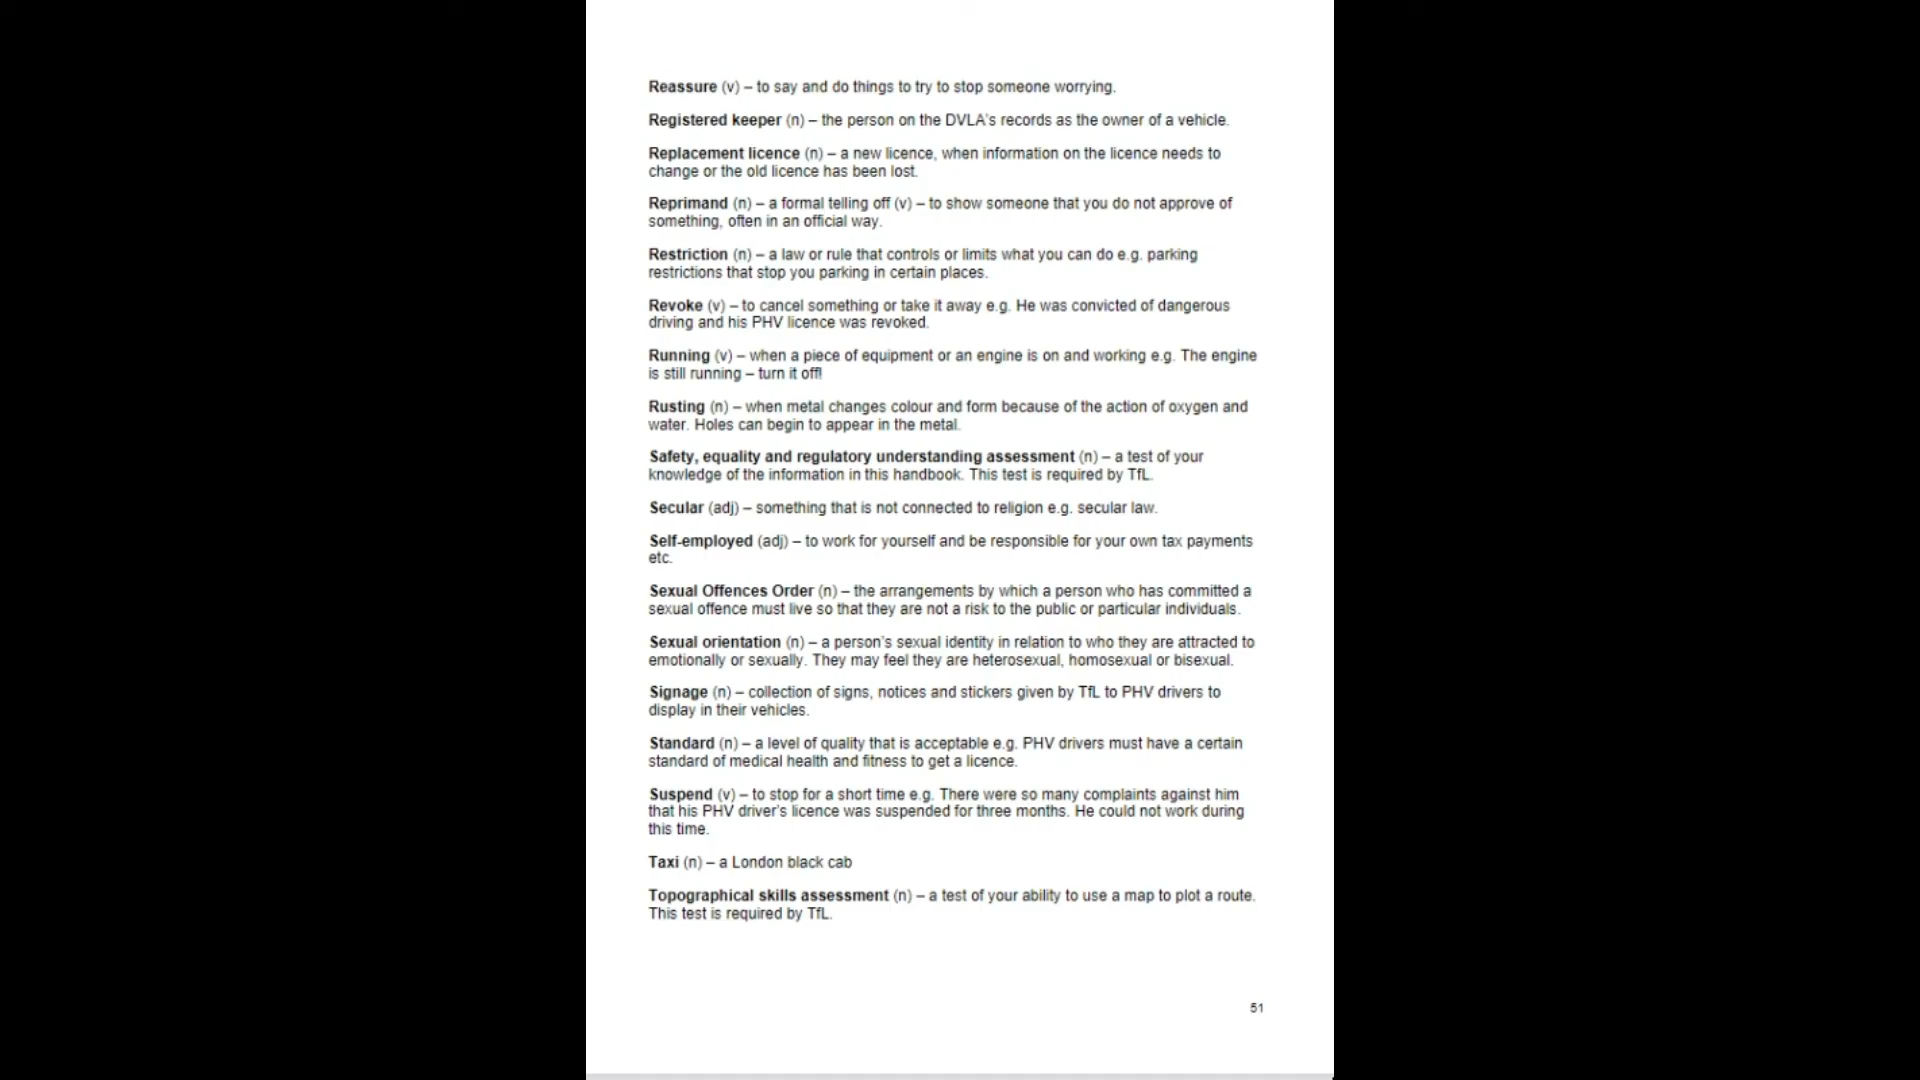 Reassure (v) – to say and do things to try to stop someone worrying.
Registered keeper (n) – the person on the DVLA's records as the owner of a vehicle.
Replacement licence (n) – a new licence, when information on the licence needs to
change or the old licence has been lost.
Reprimand (n) – a formal telling off (v) – to show someone that you do not approve of
something, often in an official way.
Restriction (n) – a law or rule that controls or limits what you can do e.g. parking
restrictions that stop you parking in certain places.
Revoke (v) – to cancel something or take it away e.g. He was convicted of dangerous
driving and his PHV licence was revoked.
Running (v) – when a piece of equipment or an engine is on and working e.g. The engine
is still running – turn it off!
Rusting (n) – when metal changes colour and form because of the action of oxygen and
water. Holes can begin to appear in the metal.
Safety, equality and regulatory understanding assessment (n) – a test of your
knowledge of the information in this handbook. This test is required by TfL.
Secular (adj) – something that is not connected to religion e.g. secular law.
Self-employed (adj) – to work for yourself and be responsible for your own tax payments
etc.
Sexual Offences Order (n) – the arrangements by which a person who has committed a
sexual offence must live so that they are not a risk to the public or particular individuals.
Sexual orientation (n) – a person's sexual identity in relation to who they are attracted to
emotionally or sexually. They may feel they are heterosexual, homosexual or bisexual.
Signage (n) – collection of signs, notices and stickers given by TfL to PHV drivers to
display in their vehicles.
Standard (n) – a level of quality that is acceptable e.g. PHV drivers must have a certain
standard of medical health and fitness to get a licence.
Suspend (v) – to stop for a short time e.g. There were so many complaints against him
that his PHV driver's licence was suspended for three months. He could not work during
this time.
Taxi (n) – a London black cab
Topographical skills assessment (n) – a test of your ability to use a map to plot a route.
This test is required by TfL.
51